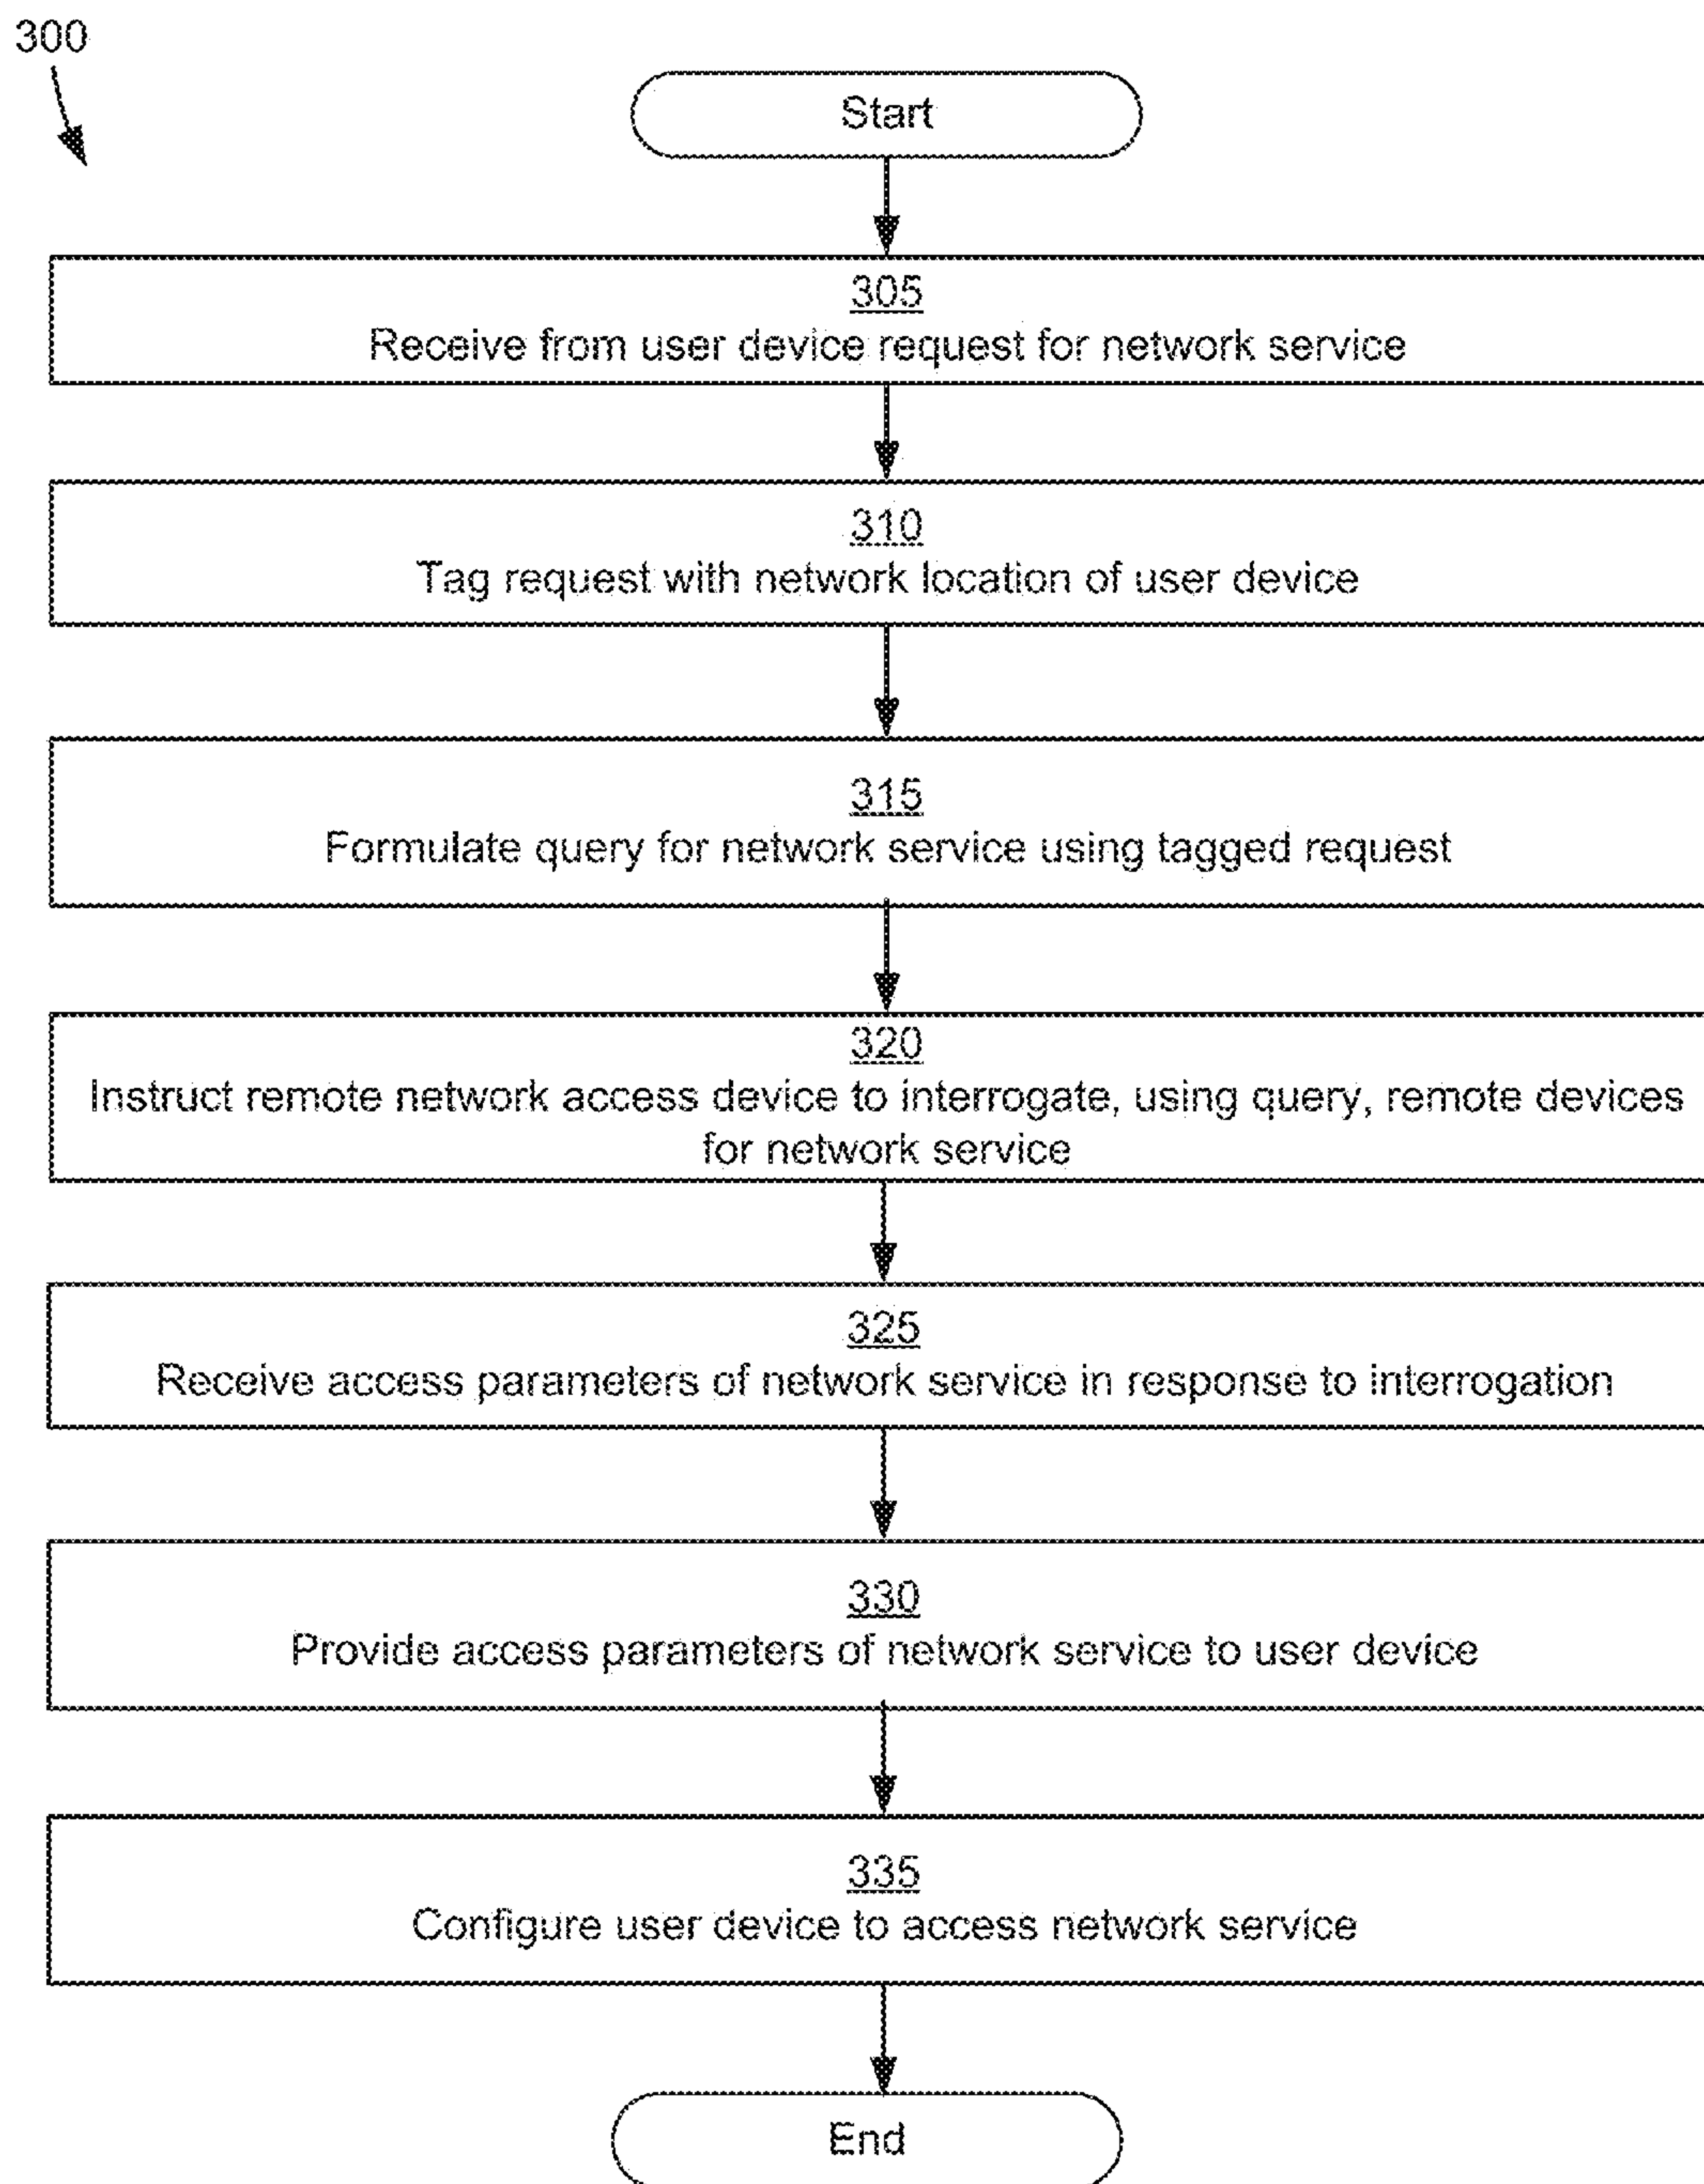 300
Start
305
Receive from user device request for network service
310
Tag request with network location of user device
315
Formulate query for network service using tagged request
320
Instruct remote network access device to interrogate, using query, remote devices
for network service
325
Receive access parameters of network service in response to interrogation
330
Provide access parameters of network service to user device
335
Configure user device to access network service
End